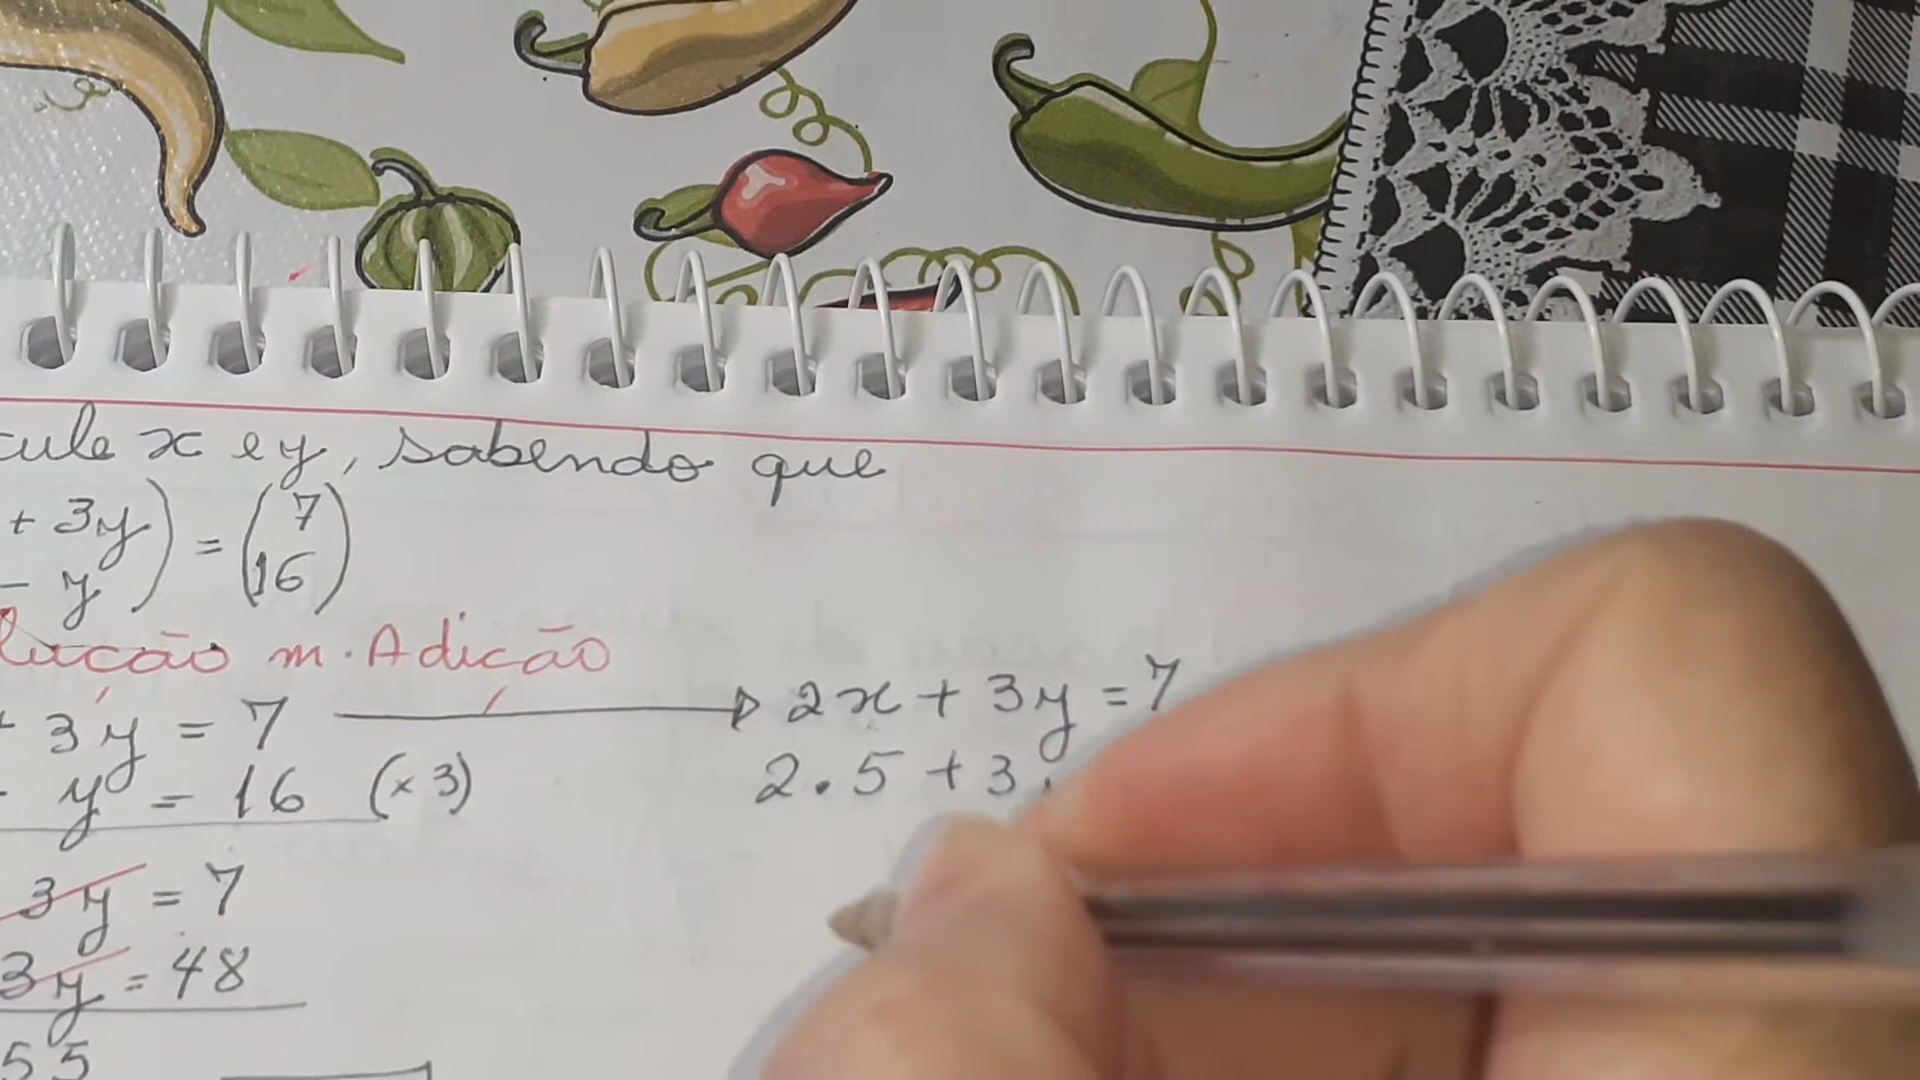 cule x e y, sabendo que
+ 3y) = (7
- y) 16)
lução m. Adição
+ 3y = 7
- y = 16 (x 3)
3y = 7
3y = 48
55
2x + 3y = 7
2.5 + 3